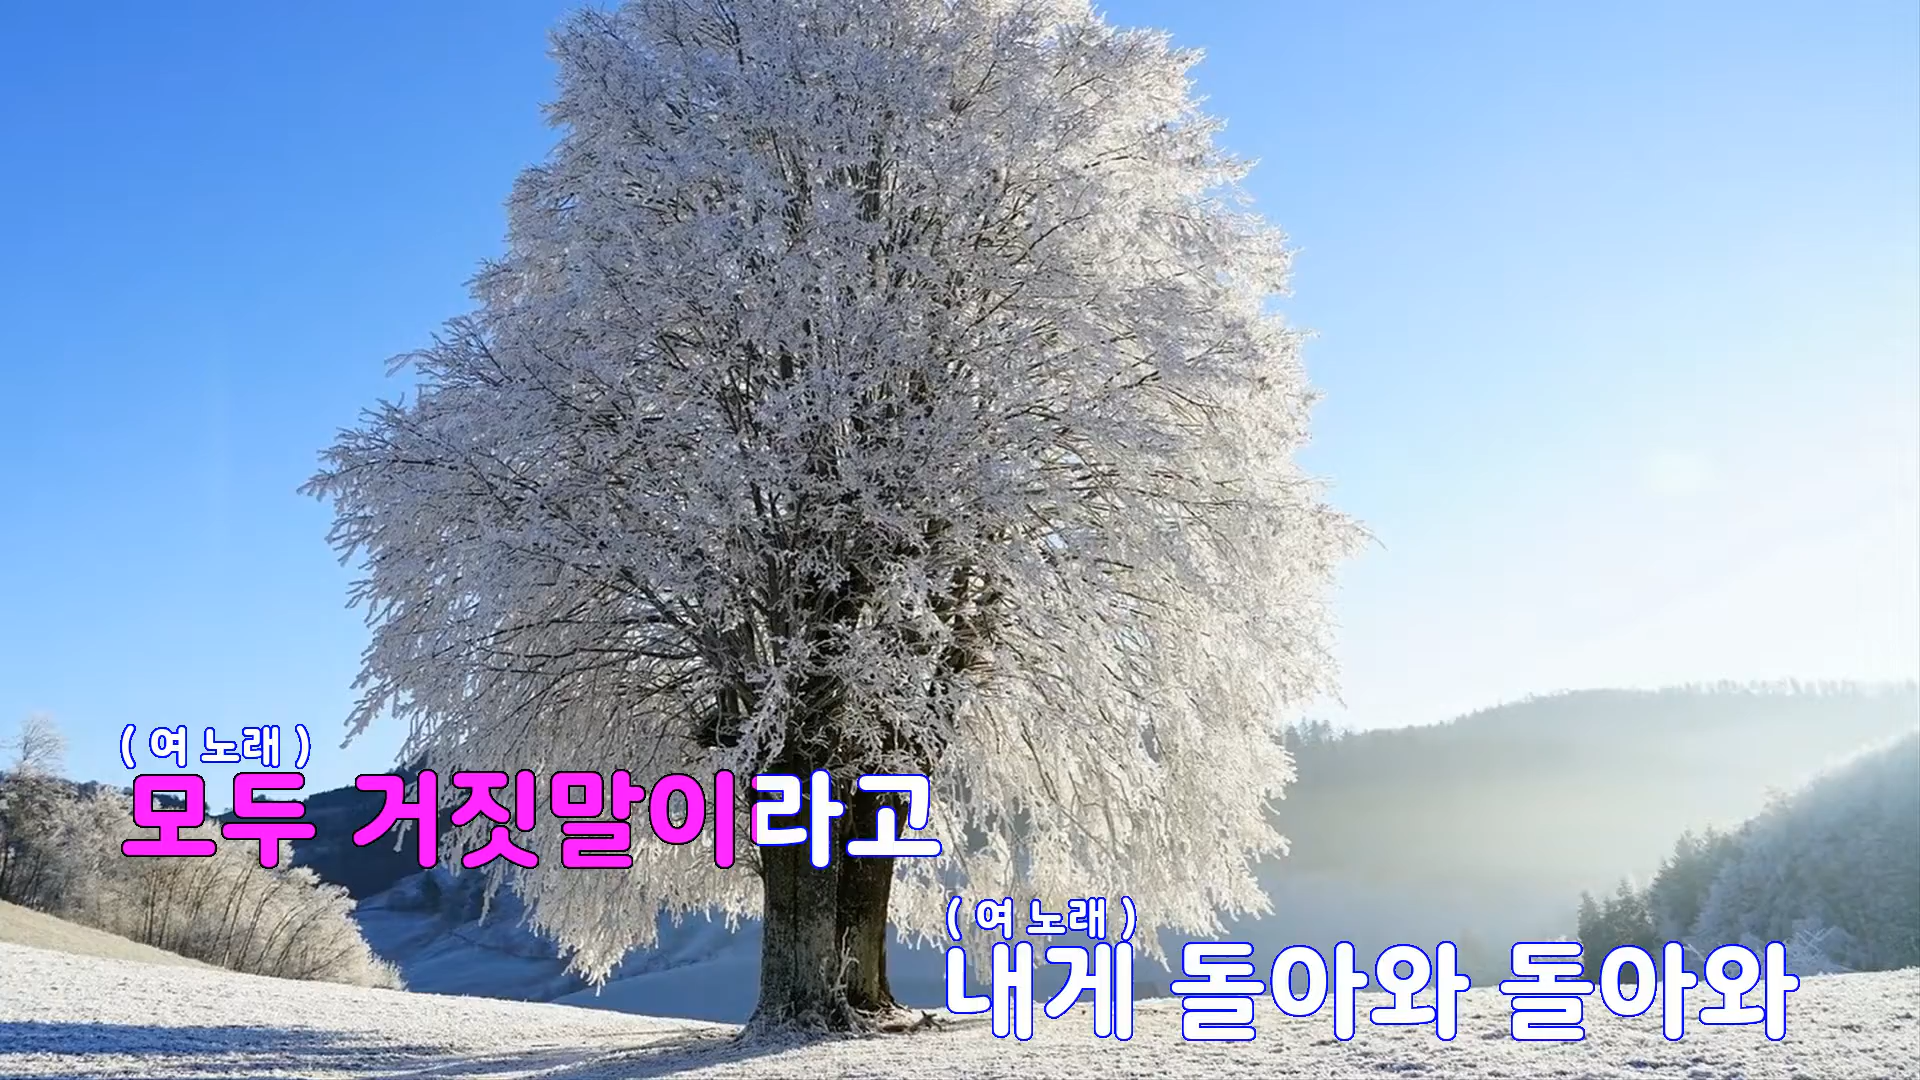 ( 여 노래 )
모두 거짓말이라고
( 여 노래 )
내게 돌아와 돌아와